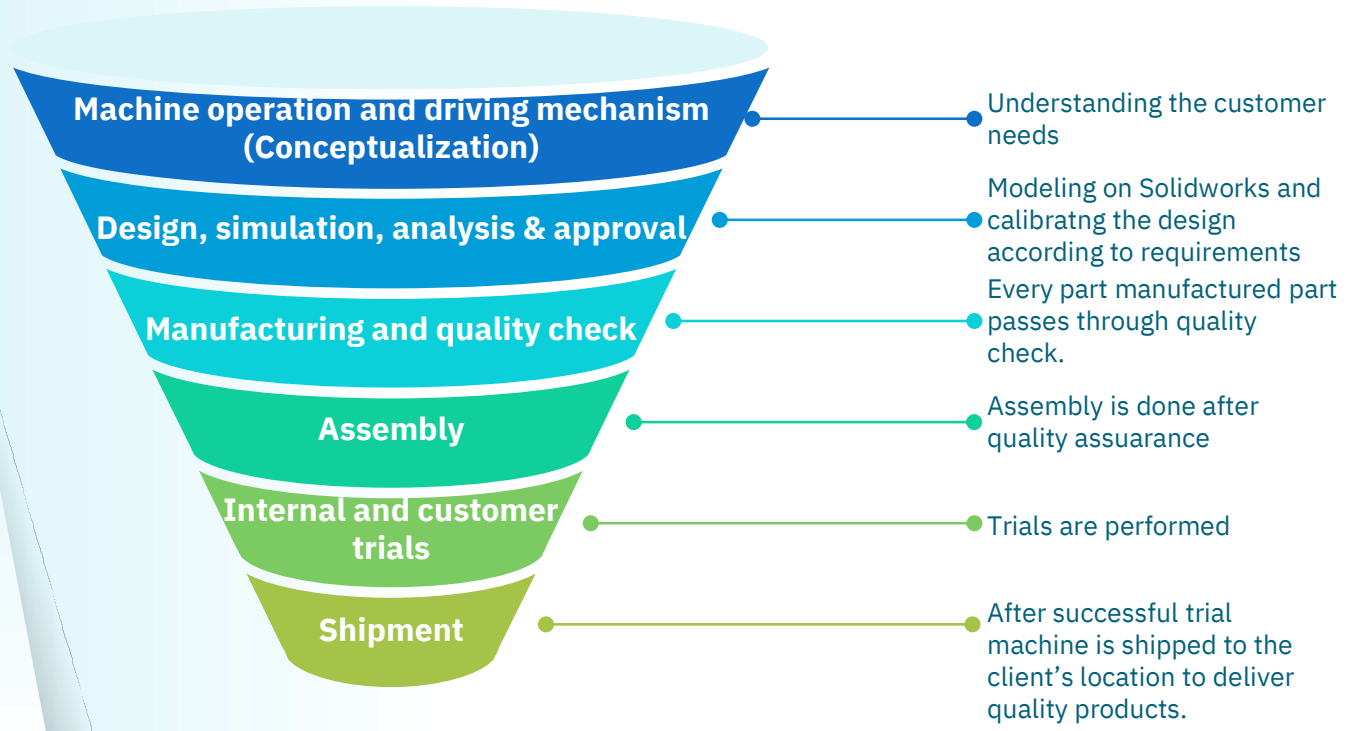 Machine operation and driving mechanism
(Conceptualization)
Understanding the customer
needs
Design, simulation, analysis & approval
Modeling on Solidworks and
calibratng the design
according to requirements
Manufacturing and quality check
Every part manufactured part
passes through quality
check.
Assembly
Assembly is done after
quality assuarance
Internal and customer
trials
Trials are performed
Shipment
After successful trial
machine is shipped to the
client’s location to deliver
quality products.